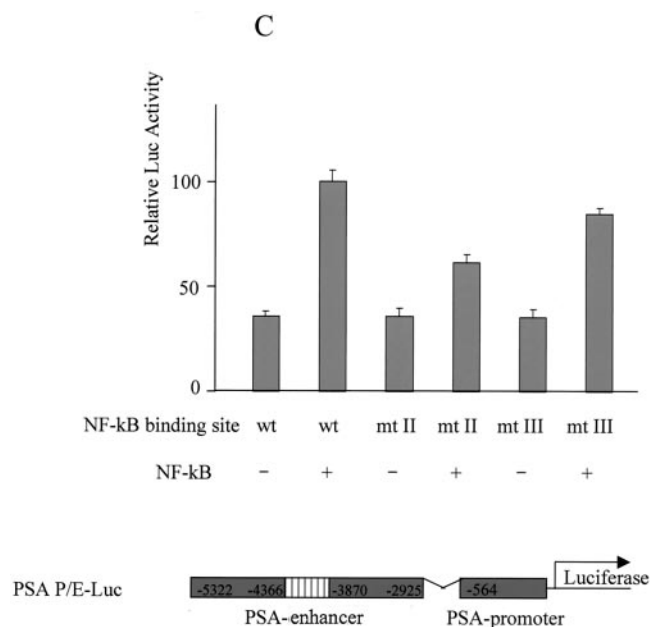 C
Relative Luc Activity
100
50
0
NF-kB binding site wt wt mt II mt II mt III mt III
NF-kB − + − + − +
PSA P/E-Luc -5322 -4366 -3870 -2925 -564 Luciferase
PSA-enhancer PSA-promoter